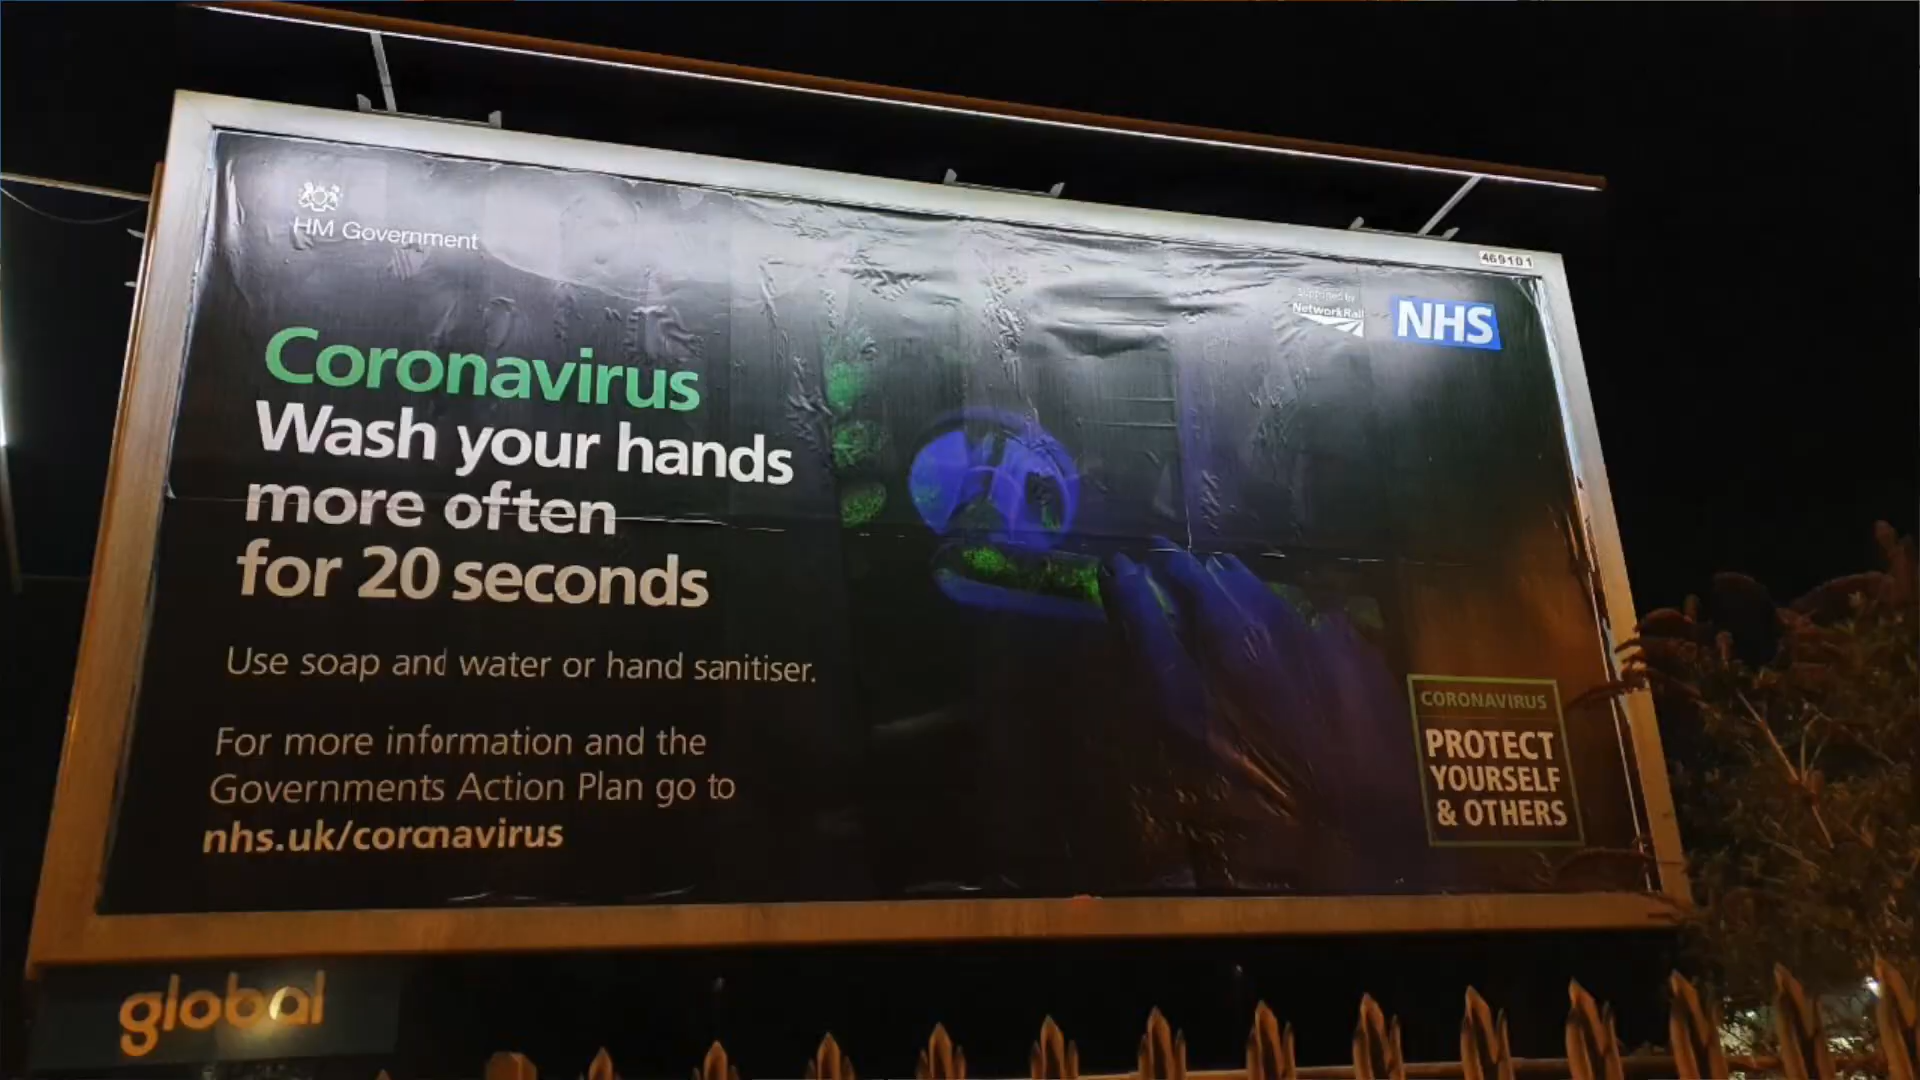 HM Government
469101
Supported by
NetworkRail
NHS
Coronavirus
Wash your hands
more often
for 20 seconds
Use soap and water or hand sanitiser.
For more information and the
Governments Action Plan go to
nhs.uk/coronavirus
CORONAVIRUS
PROTECT
YOURSELF
& OTHERS
global